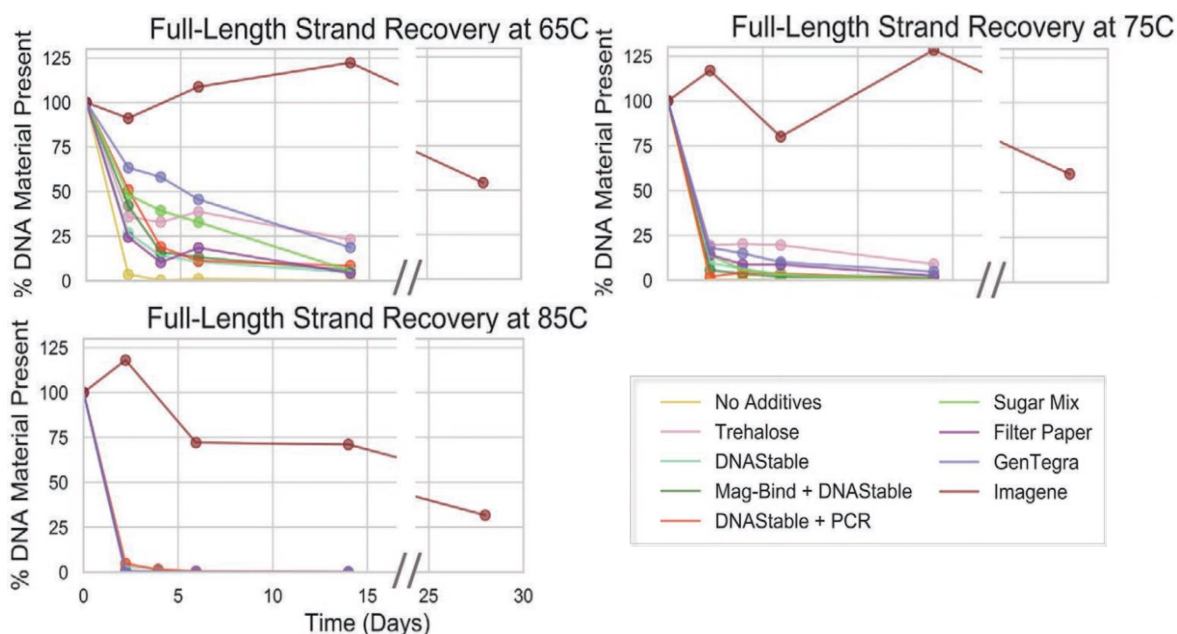 Full-Length Strand Recovery at 65C
% DNA Material Present
125
100
75
50
25
0
Full-Length Strand Recovery at 75C
% DNA Material Present
125
100
75
50
25
0
Full-Length Strand Recovery at 85C
% DNA Material Present
125
100
75
50
25
0
0 5 10 15 25 30
Time (Days)
No Additives
Trehalose
DNAStable
Mag-Bind + DNAStable
DNAStable + PCR
Sugar Mix
Filter Paper
GenTegra
Imagene